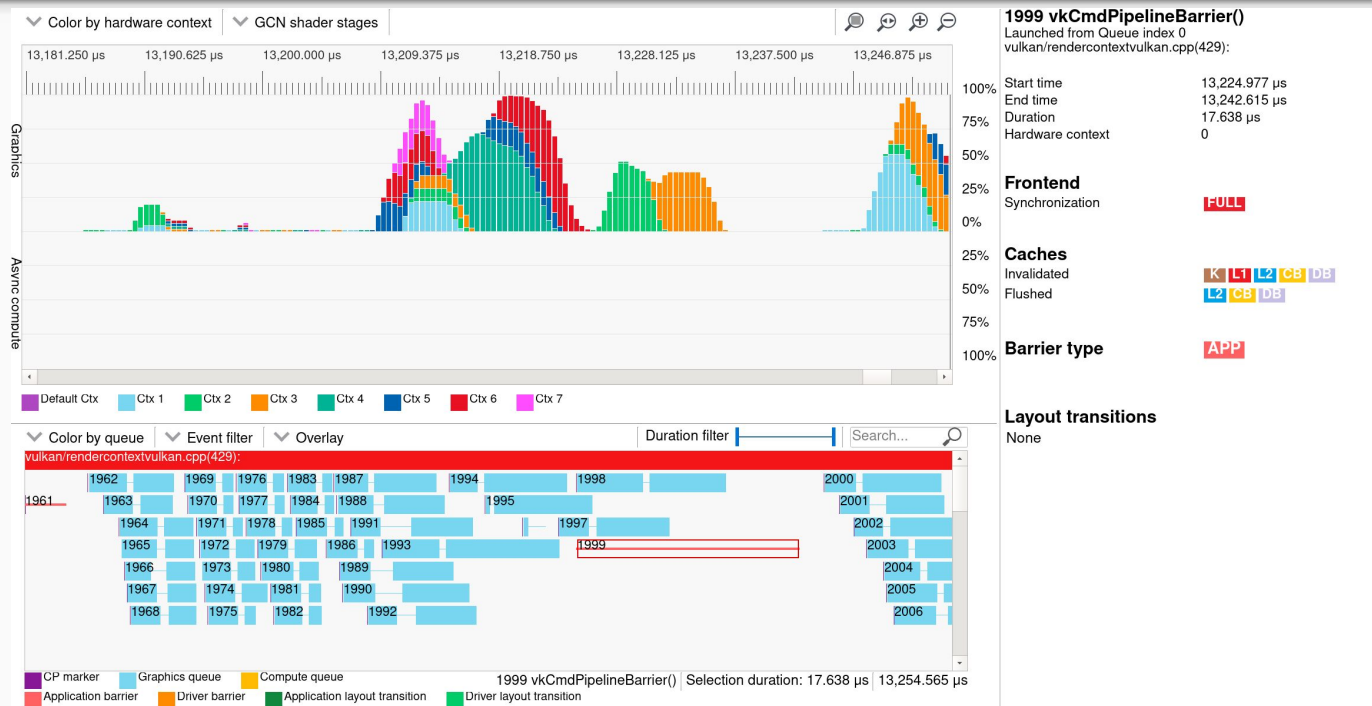 Color by hardware context GCN shader stages
13,181.250 µs 13,190.625 µs 13,200.000 µs 13,209.375 µs 13,218.750 µs 13,228.125 µs 13,237.500 µs 13,246.875 µs
Graphics
Async compute
100%
75%
50%
25%
0%
25%
50%
75%
100%
Default Ctx Ctx 1 Ctx 2 Ctx 3 Ctx 4 Ctx 5 Ctx 6 Ctx 7
Color by queue Event filter Overlay Duration filter Search...
vulkan/rendercontextvulkan.cpp(429):
1962 1969 1976 1983 1987 1994 1998 2000
1961 1963 1970 1977 1984 1988 1995 2001
1964 1971 1978 1985 1991 1997 2002
1965 1972 1979 1986 1993 1999 2003
1966 1973 1980 1989 2004
1967 1974 1981 1990 2005
1968 1975 1982 1992 2006
CP marker Graphics queue Compute queue
1999 vkCmdPipelineBarrier() Selection duration: 17.638 µs 13,254.565 µs
Application barrier Driver barrier Application layout transition Driver layout transition
1999 vkCmdPipelineBarrier()
Launched from Queue index 0
vulkan/rendercontextvulkan.cpp(429):
Start time 13,224.977 µs
End time 13,242.615 µs
Duration 17.638 µs
Hardware context 0
Frontend
Synchronization FULL
Caches
Invalidated K L1 L2 CB DB
Flushed L2 CB DB
Barrier type APP
Layout transitions
None